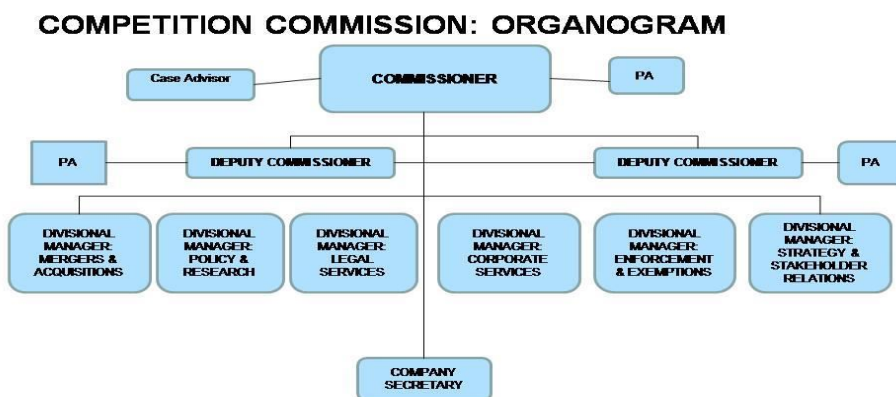 COMPETITION COMMISSION: ORGANOGRAM
Case Advisor
COMMISSIONER
PA
PA
DEPUTY COMMISSIONER
DEPUTY COMMISSIONER
PA
DIVISIONAL
MANAGER:
MERGERS &
ACQUISITIONS
DIVISIONAL
MANAGER:
POLICY &
RESEARCH
DIVISIONAL
MANAGER:
LEGAL
SERVICES
DIVISIONAL
MANAGER:
CORPORATE
SERVICES
DIVISIONAL
MANAGER:
ENFORCEMENT
& EXEMPTIONS
DIVISIONAL
MANAGER:
STRATEGY &
STAKEHOLDER
RELATIONS
COMPANY
SECRETARY